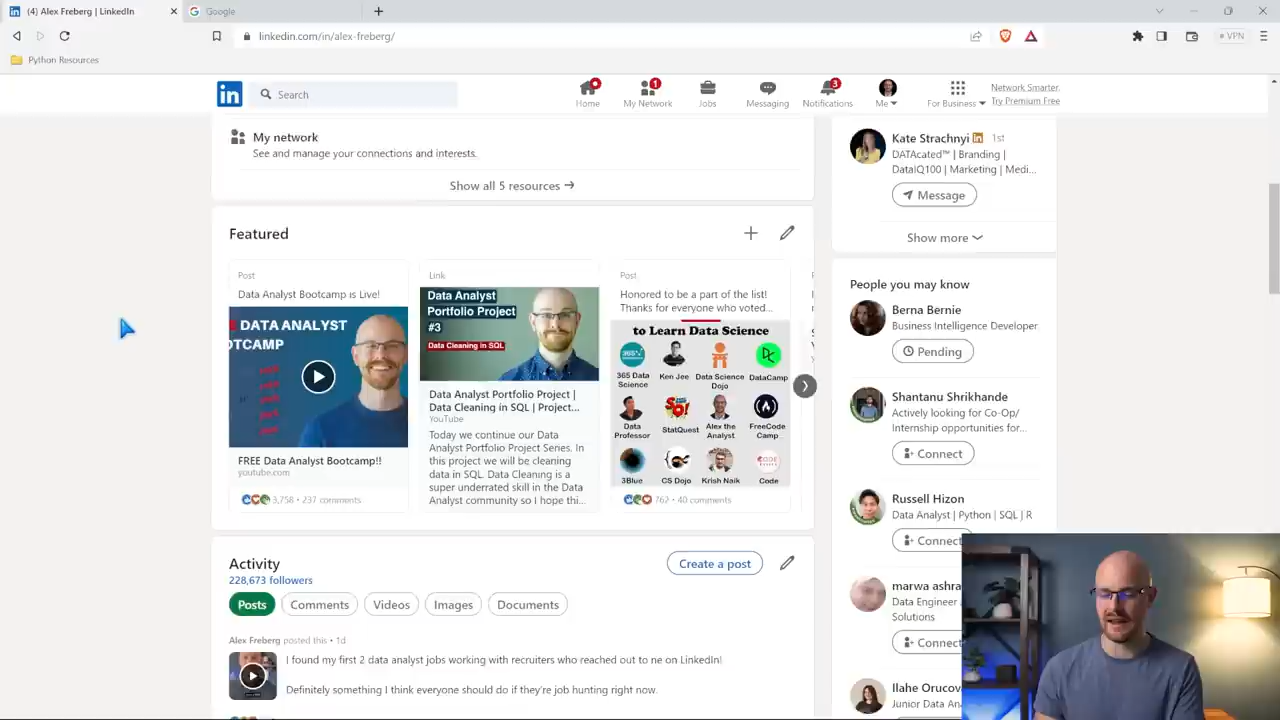 (4) Alex Freberg | LinkedIn
Google
linkedin.com/in/alex-freberg/
VPN
Python Resources
in
Search
Home
1
My Network
Jobs
Messaging
3
Notifications
Me
For Business
Network Smarter,
Try Premium Free
My network
See and manage your connections and interests.
Show all 5 resources
Featured
Post
Data Analyst Bootcamp is Live!
DATA ANALYST
OTCAMP
FREE Data Analyst Bootcamp!!
youtube.com
3,758 • 237 comments
Link
Data Analyst
Portfolio Project
#3
Data Cleaning in SQL
Data Analyst Portfolio Project |
Data Cleaning in SQL | Project...
YouTube
Today we continue our Data
Analyst Portfolio Project Series. In
this project we will be cleaning
data in SQL. Data Cleaning is a
super underrated skill in the Data
Analyst community so I hope thi...
Post
Honored to be a part of the list!
Thanks for everyone who voted...
to Learn Data Science
365 Data
Science
Ken Jee
Data Science
Dojo
DataCamp
Data
Professor
StatQuest
Alex the
Analyst
FreeCode
Camp
3Blue
CS Dojo
Krish Naik
Code
762 • 40 comments
Activity
228,673 followers
Create a post
Posts
Comments
Videos
Images
Documents
Alex Freberg posted this • 1d
I found my first 2 data analyst jobs working with recruiters who reached out to ne on LinkedIn!
Definitely something I think everyone should do if they're job hunting right now.
Kate Strachnyi
1st
DATAcated™ | Branding |
DataIQ100 | Marketing | Medi...
Message
Show more
People you may know
Berna Bernie
Business Intelligence Developer
Pending
Shantanu Shrikhande
Actively looking for Co-Op/
Internship opportunities for...
Connect
Russell Hizon
Data Analyst | Python | SQL | R
Connect
marwa ashra
Data Engineer
Solutions
Connect
Ilahe Orucov
Junior Data Ana